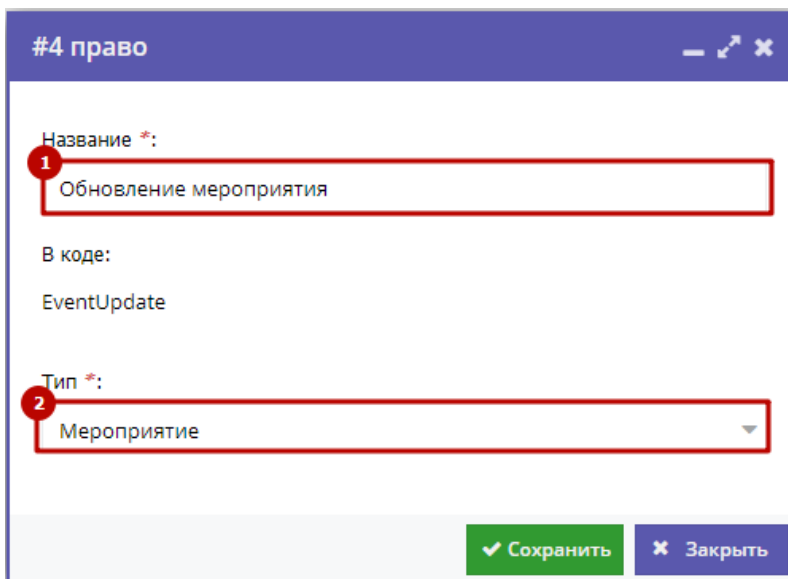 #4 право
Название *:
1
Обновление мероприятия
В коде:
EventUpdate
Тип *:
2
Мероприятие
Сохранить Закрыть